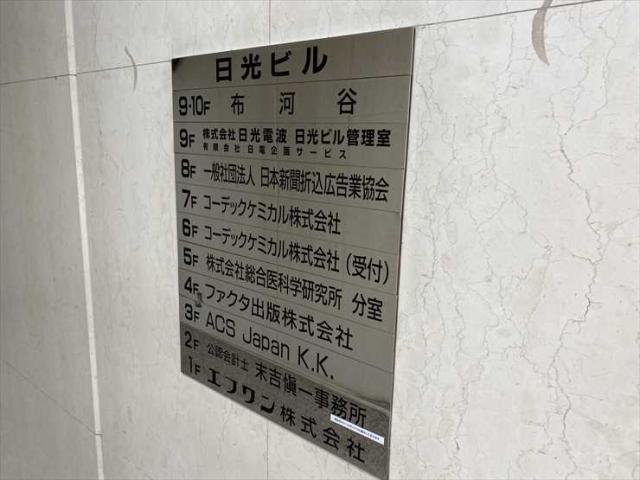 日光ビル
9・10F 布河谷
9F 株式会社日光電波 日光ビル管理室
有限会社日電企画サービス
8F 一般社団法人 日本新聞折込広告業協会
7F コーデックケミカル株式会社
6F コーデックケミカル株式会社（受付）
5F 株式会社総合医科学研究所 分室
4F ファクタ出版株式会社
3F ACS Japan K.K.
2F 公認会計士 末吉愼一事務所
1F エフワン株式会社